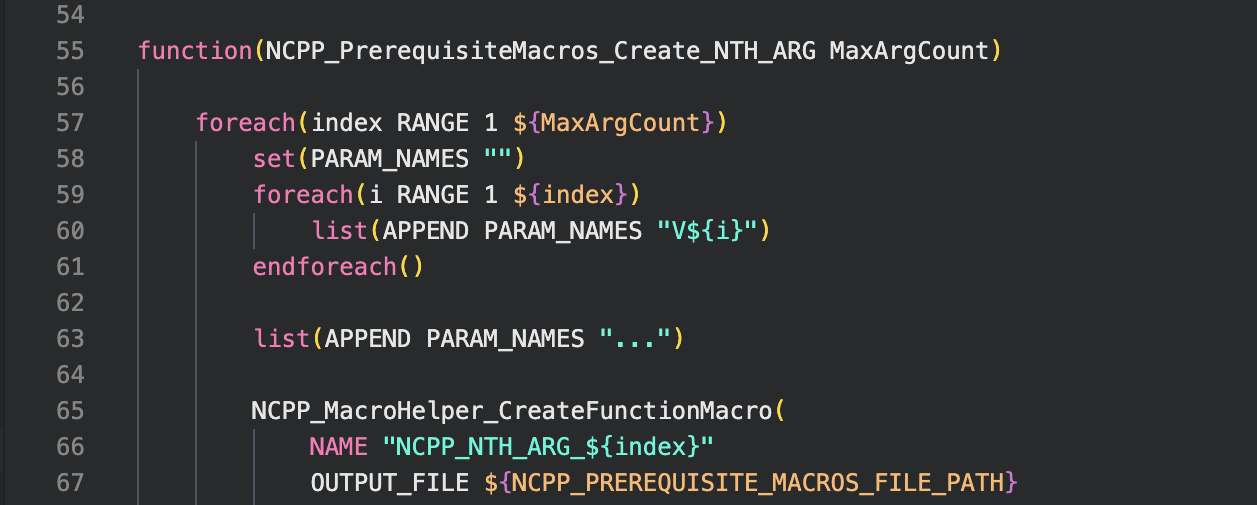 54
55 function(NCPP_PrerequisiteMacros_Create_NTH_ARG MaxArgCount)
56
57 foreach(index RANGE 1 ${MaxArgCount})
58 set(PARAM_NAMES "")
59 foreach(i RANGE 1 ${index})
60 list(APPEND PARAM_NAMES "V${i}")
61 endforeach()
62
63 list(APPEND PARAM_NAMES "...")
64
65 NCPP_MacroHelper_CreateFunctionMacro(
66 NAME "NCPP_NTH_ARG_${index}"
67 OUTPUT_FILE ${NCPP_PREREQUISITE_MACROS_FILE_PATH}